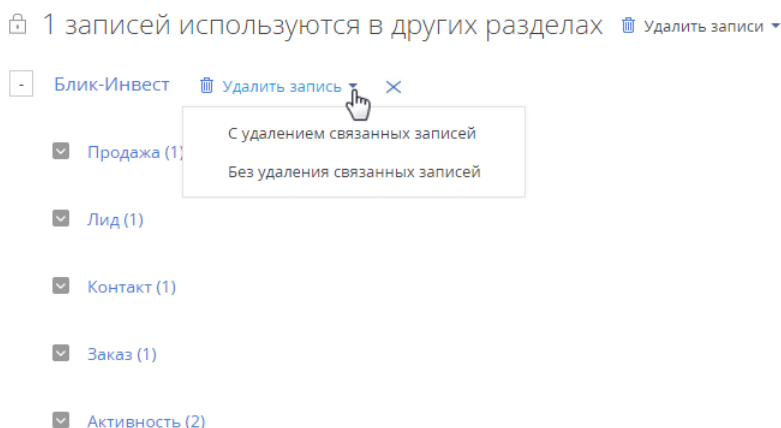 1 записей используются в других разделах Удалить записи
- Блик-Инвест Удалить запись
С удалением связанных записей
Продажа (1)
Без удаления связанных записей
Лид (1)
Контакт (1)
Заказ (1)
Активность (2)